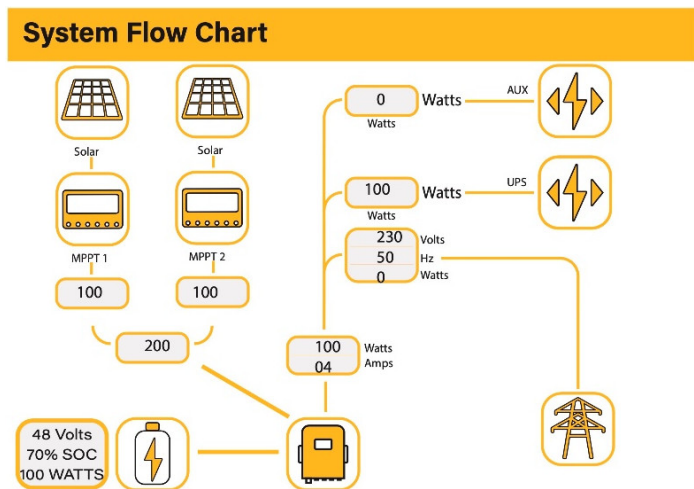 System Flow Chart
Solar
Solar
MPPT 1
MPPT 2
100
100
200
0 Watts
Watts
AUX
100 Watts
Watts
UPS
230 Volts
50 Hz
0 Watts
100 Watts
04 Amps
48 Volts
70% SOC
100 WATTS